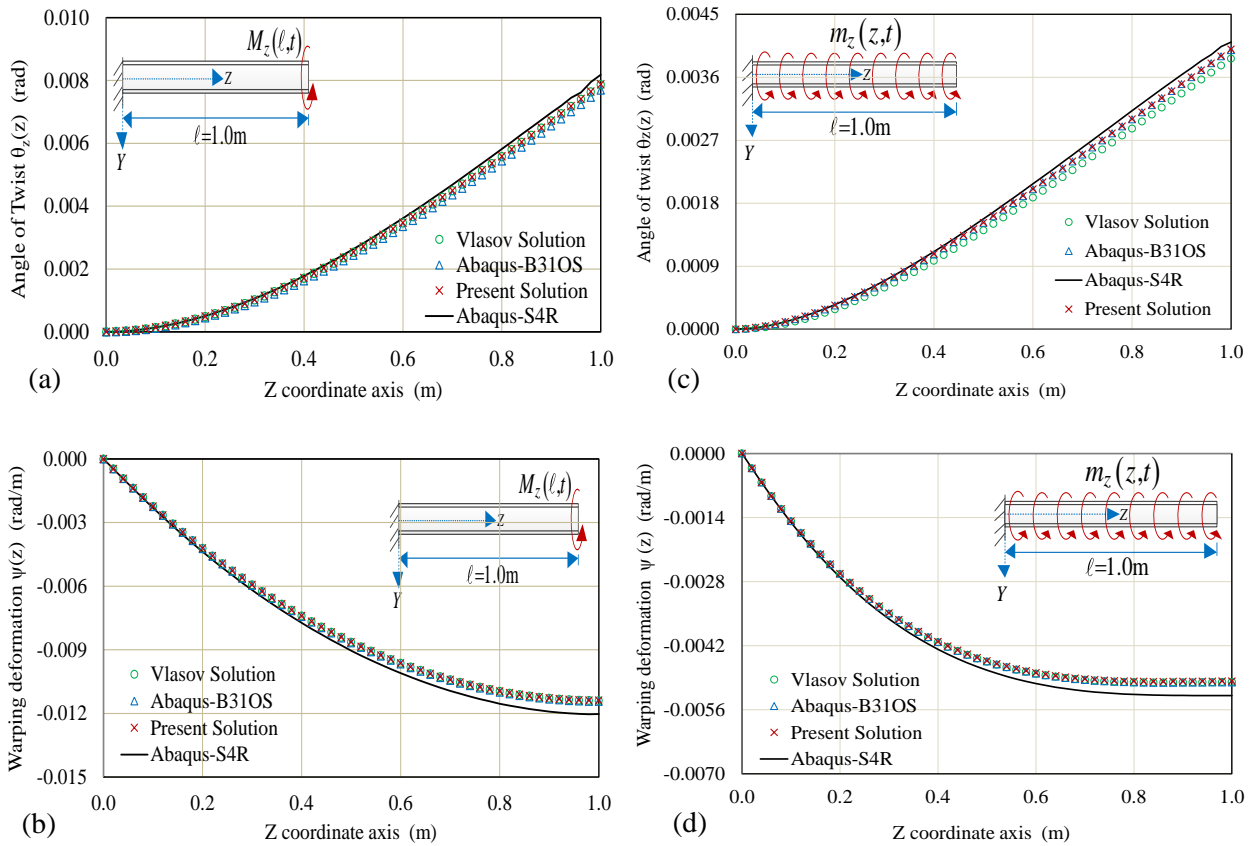 0.010
0.008
0.006
0.004
0.002
0.000
Angle of Twist θz(z) (rad)
Mz(ℓ,t)
z
ℓ=1.0m
Y
Vlasov Solution
Abaqus-B31OS
Present Solution
Abaqus-S4R
0.0 0.2 0.4 0.6 0.8 1.0
Z coordinate axis (m)
(a)
0.0045
0.0036
0.0027
0.0018
0.0009
0.0000
Angle of twist θz(z) (rad)
mz(z,t)
z
ℓ=1.0m
Y
Vlasov Solution
Abaqus-B31OS
Abaqus-S4R
Present Solution
0.0 0.2 0.4 0.6 0.8 1.0
Z coordinate axis (m)
(c)
0.000
-0.003
-0.006
-0.009
-0.012
-0.015
Warping deformation ψ(z) (rad/m)
Mz(ℓ,t)
z
ℓ=1.0m
Y
Vlasov Solution
Abaqus-B31OS
Present Solution
Abaqus-S4R
0.0 0.2 0.4 0.6 0.8 1.0
Z coordinate axis (m)
(b)
0.0000
-0.0014
-0.0028
-0.0042
-0.0056
-0.0070
Warping deformation ψ(z) (rad/m)
mz(z,t)
z
ℓ=1.0m
Y
Vlasov Solution
Abaqus-B31OS
Present Solution
Abaqus-S4R
0.0 0.2 0.4 0.6 0.8 1.0
Z coordinate axis (m)
(d)